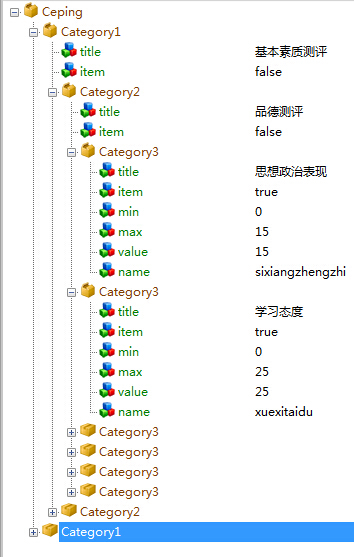 Ceping
Category1
title 基本素质测评
item false
Category2
title 品德测评
item false
Category3
title 思想政治表现
item true
min 0
max 15
value 15
name sixiangzhengzhi
Category3
title 学习态度
item true
min 0
max 25
value 25
name xuexitaidu
Category3
Category3
Category3
Category3
Category2
Category1